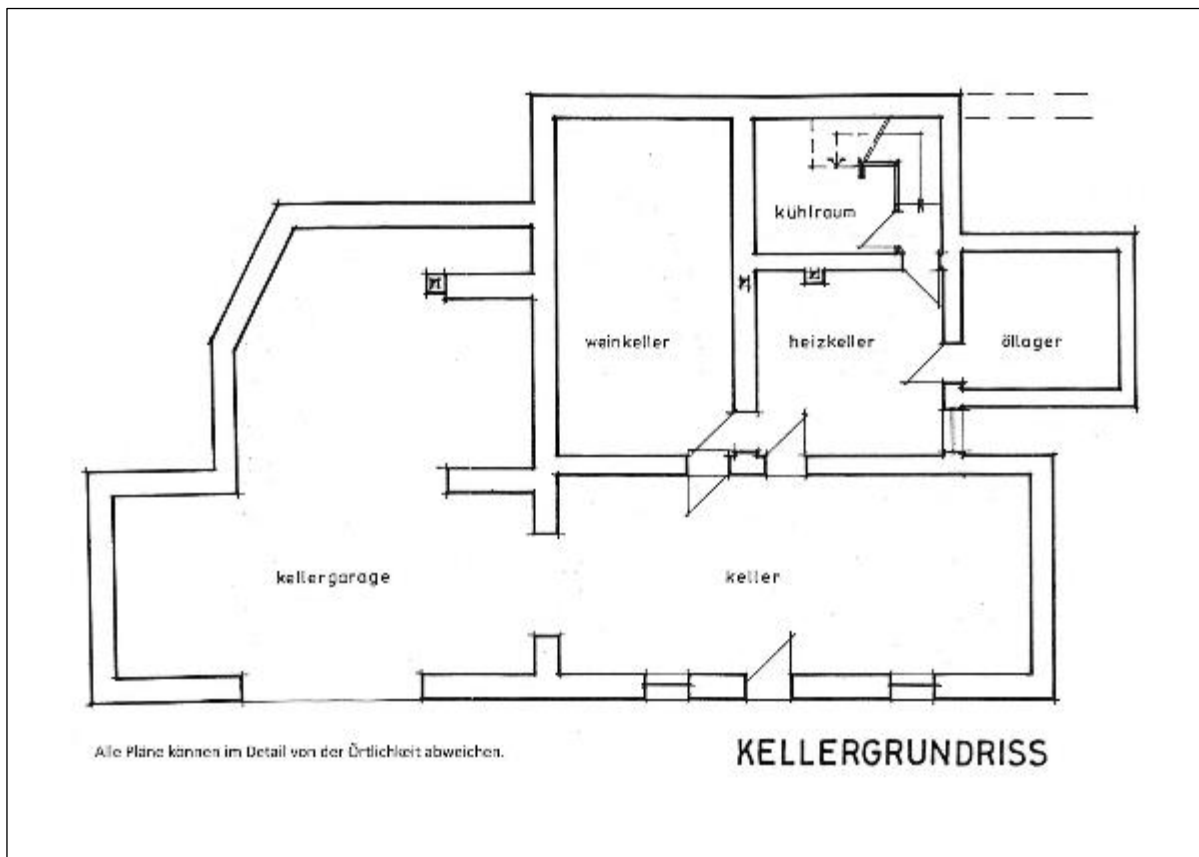 kühlraum
weinkeller
heizkeller
öllager
kellergarage
keller
Alle Pläne können im Detail von der Örtlichkeit abweichen.
KELLERGRUNDRISS